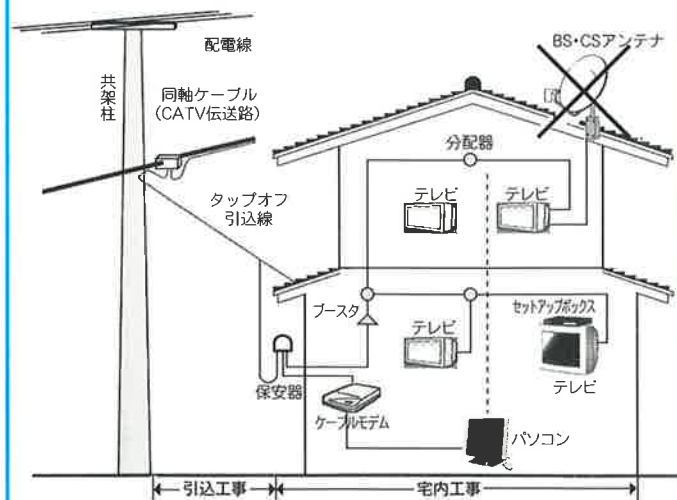 配電線
BS・CSアンテナ
共架柱
同軸ケーブル
(CATV伝送路)
分配器
テレビ
テレビ
タップオフ
引込線
ブースタ
テレビ
セットアップボックス
テレビ
保安器
ケーブルモデム
パソコン
引込工事
宅内工事